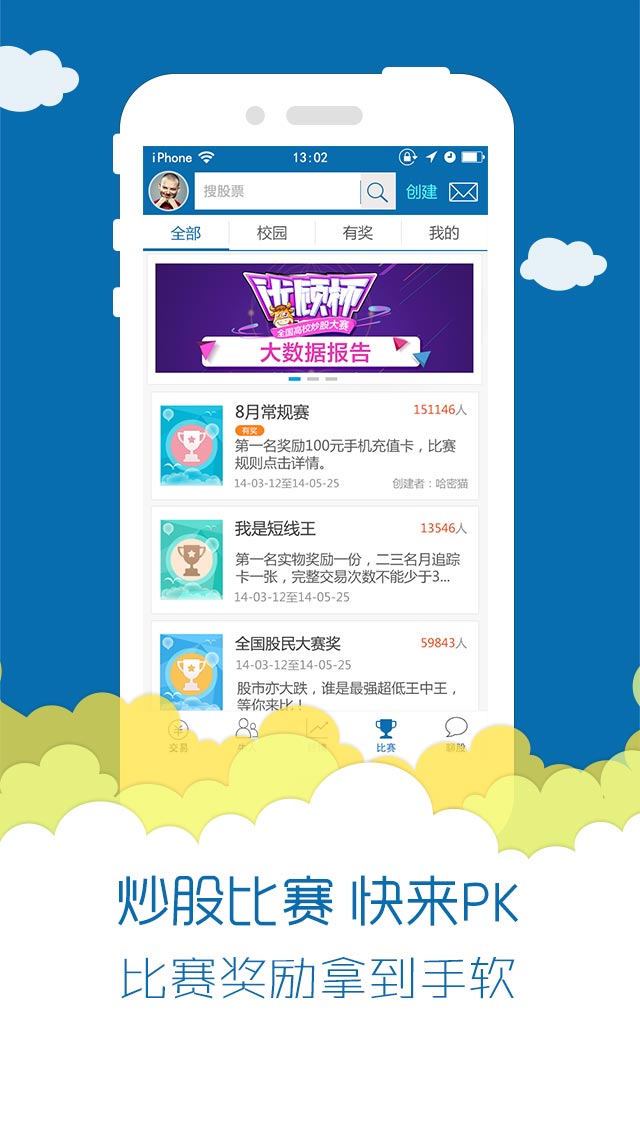 iPhone 13:02
搜股票 创建
全部 校园 有奖 我的
优顾杯
全国高校炒股大赛
大数据报告
8月常规赛 151146人
有奖
第一名奖励100元手机充值卡，比赛
规则点击详情。
14-03-12至14-05-25 创建者：哈密猫
我是短线王 13546人
第一名实物奖励一份，二三名月追踪
卡一张，完整交易次数不能少于3...
14-03-12至14-05-25
全国股民大赛奖 59843人
14-03-12至14-05-25
股市亦大跌，谁是最强超低王中王，
等你来比！
交易 比赛 聊股
炒股比赛 快来PK
比赛奖励拿到手软